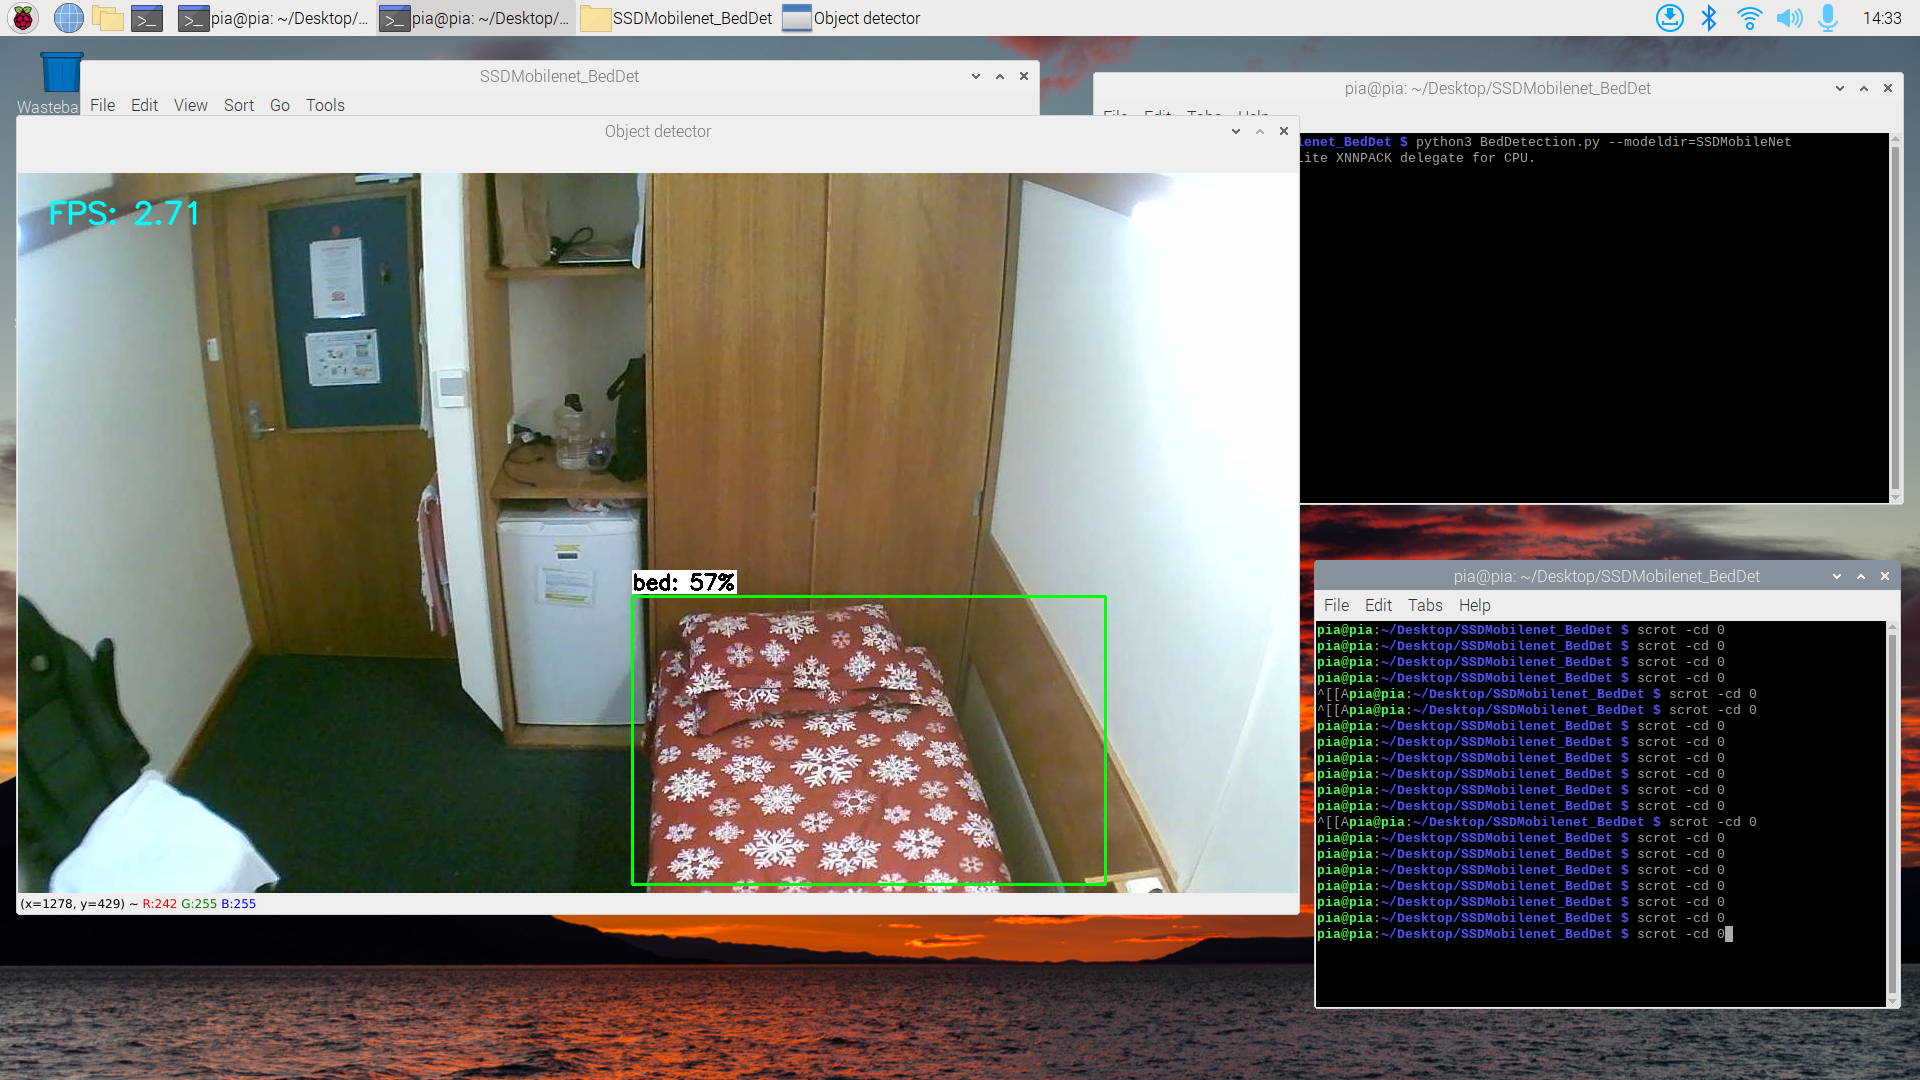 pia@pia: ~/Desktop/...
pia@pia: ~/Desktop/...
SSDMobilenet_BedDet
Object detector
14:33
Wasteba
SSDMobilenet_BedDet
File Edit View Sort Go Tools
pia@pia: ~/Desktop/SSDMobilenet_BedDet
File Edit Tabs Help
lenet_BedDet $ python3 BedDetection.py --modeldir=SSDMobileNet
ite XNNPACK delegate for CPU.
Object detector
FPS: 2.71
bed: 57%
(x=1278, y=429) ~ R:242 G:255 B:255
pia@pia: ~/Desktop/SSDMobilenet_BedDet
File Edit Tabs Help
pia@pia:~/Desktop/SSDMobilenet_BedDet $ scrot -cd 0
pia@pia:~/Desktop/SSDMobilenet_BedDet $ scrot -cd 0
pia@pia:~/Desktop/SSDMobilenet_BedDet $ scrot -cd 0
pia@pia:~/Desktop/SSDMobilenet_BedDet $ scrot -cd 0
^[[Apia@pia:~/Desktop/SSDMobilenet_BedDet $ scrot -cd 0
^[[Apia@pia:~/Desktop/SSDMobilenet_BedDet $ scrot -cd 0
pia@pia:~/Desktop/SSDMobilenet_BedDet $ scrot -cd 0
pia@pia:~/Desktop/SSDMobilenet_BedDet $ scrot -cd 0
pia@pia:~/Desktop/SSDMobilenet_BedDet $ scrot -cd 0
pia@pia:~/Desktop/SSDMobilenet_BedDet $ scrot -cd 0
pia@pia:~/Desktop/SSDMobilenet_BedDet $ scrot -cd 0
pia@pia:~/Desktop/SSDMobilenet_BedDet $ scrot -cd 0
^[[Apia@pia:~/Desktop/SSDMobilenet_BedDet $ scrot -cd 0
pia@pia:~/Desktop/SSDMobilenet_BedDet $ scrot -cd 0
pia@pia:~/Desktop/SSDMobilenet_BedDet $ scrot -cd 0
pia@pia:~/Desktop/SSDMobilenet_BedDet $ scrot -cd 0
pia@pia:~/Desktop/SSDMobilenet_BedDet $ scrot -cd 0
pia@pia:~/Desktop/SSDMobilenet_BedDet $ scrot -cd 0
pia@pia:~/Desktop/SSDMobilenet_BedDet $ scrot -cd 0
pia@pia:~/Desktop/SSDMobilenet_BedDet $ scrot -cd 0